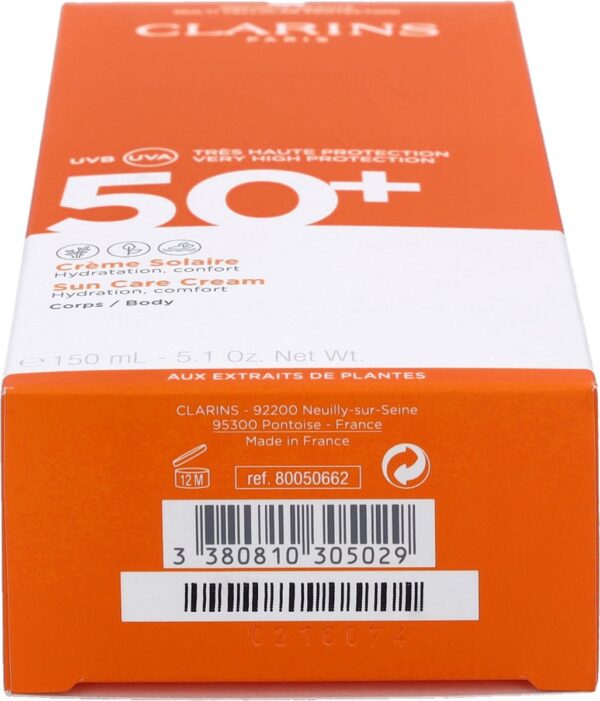 CLARINS
PARIS
UVB UVA TRÈS HAUTE PROTECTION
VERY HIGH PROTECTION
50+
Crème Solaire
Hydratation, confort
Sun Care Cream
Hydration, comfort
Corps / Body
e 150 mL - 5.1 Oz. Net Wt.
AUX EXTRAITS DE PLANTES
CLARINS - 92200 Neuilly-sur-Seine
95300 Pontoise - France
Made in France
12 M
ref. 80050662
3 380810 305029
0216074